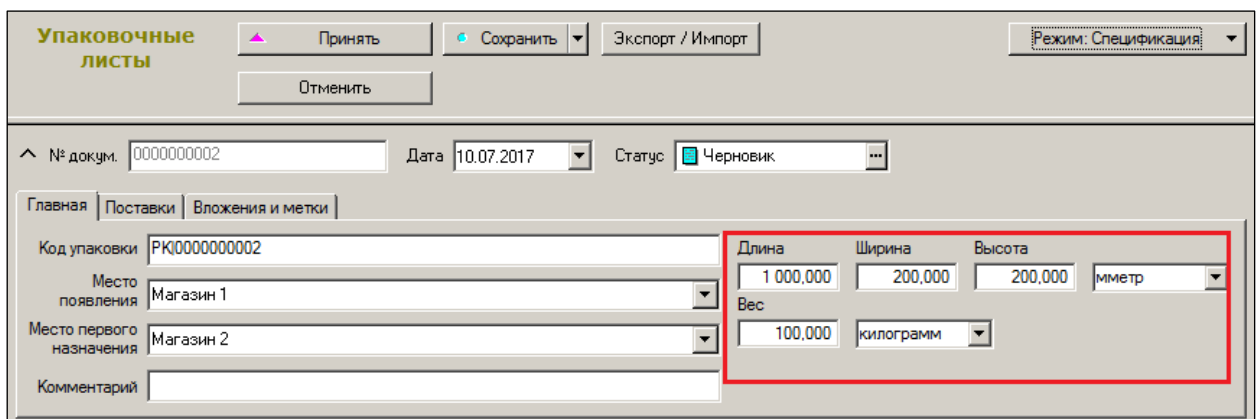 Упаковочные
листы
Принять
Сохранить
Экспорт / Импорт
Режим: Спецификация
Отменить
№ докум. 0000000002 Дата 10.07.2017 Статус Черновик ...
Главная Поставки Вложения и метки
Код упаковки PK|0000000002
Место
появления Магазин 1
Место первого
назначения Магазин 2
Комментарий
Длина Ширина Высота
1 000,000 200,000 200,000 мметр
Вес
100,000 килограмм